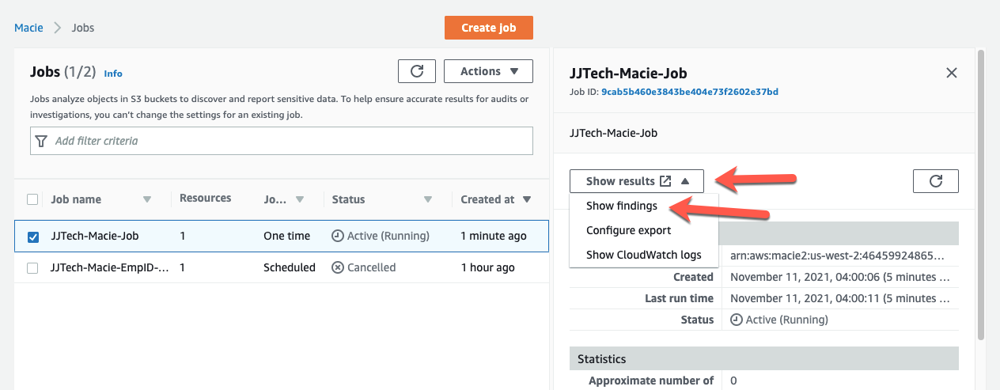 Macie > Jobs
Create job
Jobs (1/2) Info
Actions
Jobs analyze objects in S3 buckets to discover and report sensitive data. To help ensure accurate results for audits or
investigations, you can't change the settings for an existing job.
Add filter criteria
Job name Resources Jo... Status Created at
JJTech-Macie-Job 1 One time Active (Running) 1 minute ago
JJTech-Macie-EmpID-... 1 Scheduled Cancelled 1 hour ago
JJTech-Macie-Job
Job ID: 9cab5b460e3843be404e73f2602e37bd
JJTech-Macie-Job
Show results
Show findings
Configure export
Show CloudWatch logs
arn:aws:macie2:us-west-2:46459924865...
Created November 11, 2021, 04:00:06 (5 minutes ...
Last run time November 11, 2021, 04:00:11 (5 minutes ...
Status Active (Running)
Statistics
Approximate number of 0